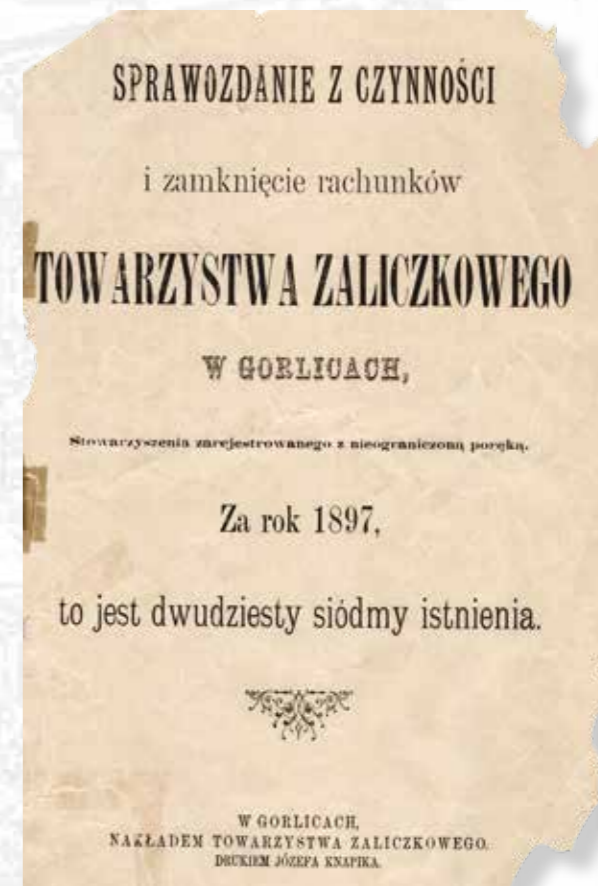 SPRAWOZDANIE Z CZYNNOŚCI
i zamknięcie rachunków
TOWARZYSTWA ZALICZKOWEGO
W GORLICACH,
Stowarzyszenia zarejestrowanego z nieograniczoną poręką.
Za rok 1897,
to jest dwudziesty siódmy istnienia.
W GORLICACH,
NAKŁADEM TOWARZYSTWA ZALICZKOWEGO.
DRUKIEM JÓZEFA KNAPIKA.